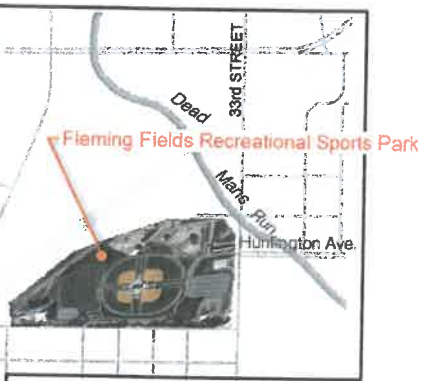 33rd STREET
Dead
Fleming Fields Recreational Sports Park
Mans
Run
Huntington Ave.